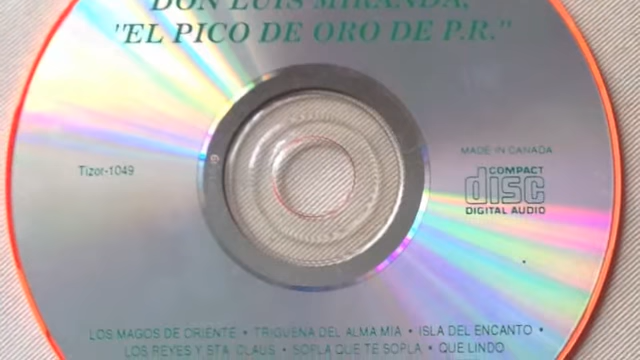 DON LUIS MIRANDA,
"EL PICO DE ORO DE P.R."
Tizor-1049
MADE IN CANADA
COMPACT
disc
DIGITAL AUDIO
LOS MAGOS DE ORIENTE • TRIGUENA DEL ALMA MIA • ISLA DEL ENCANTO •
LOS REYES Y STA. CLAUS • SOPLA QUE TE SOPLA • QUE LINDO